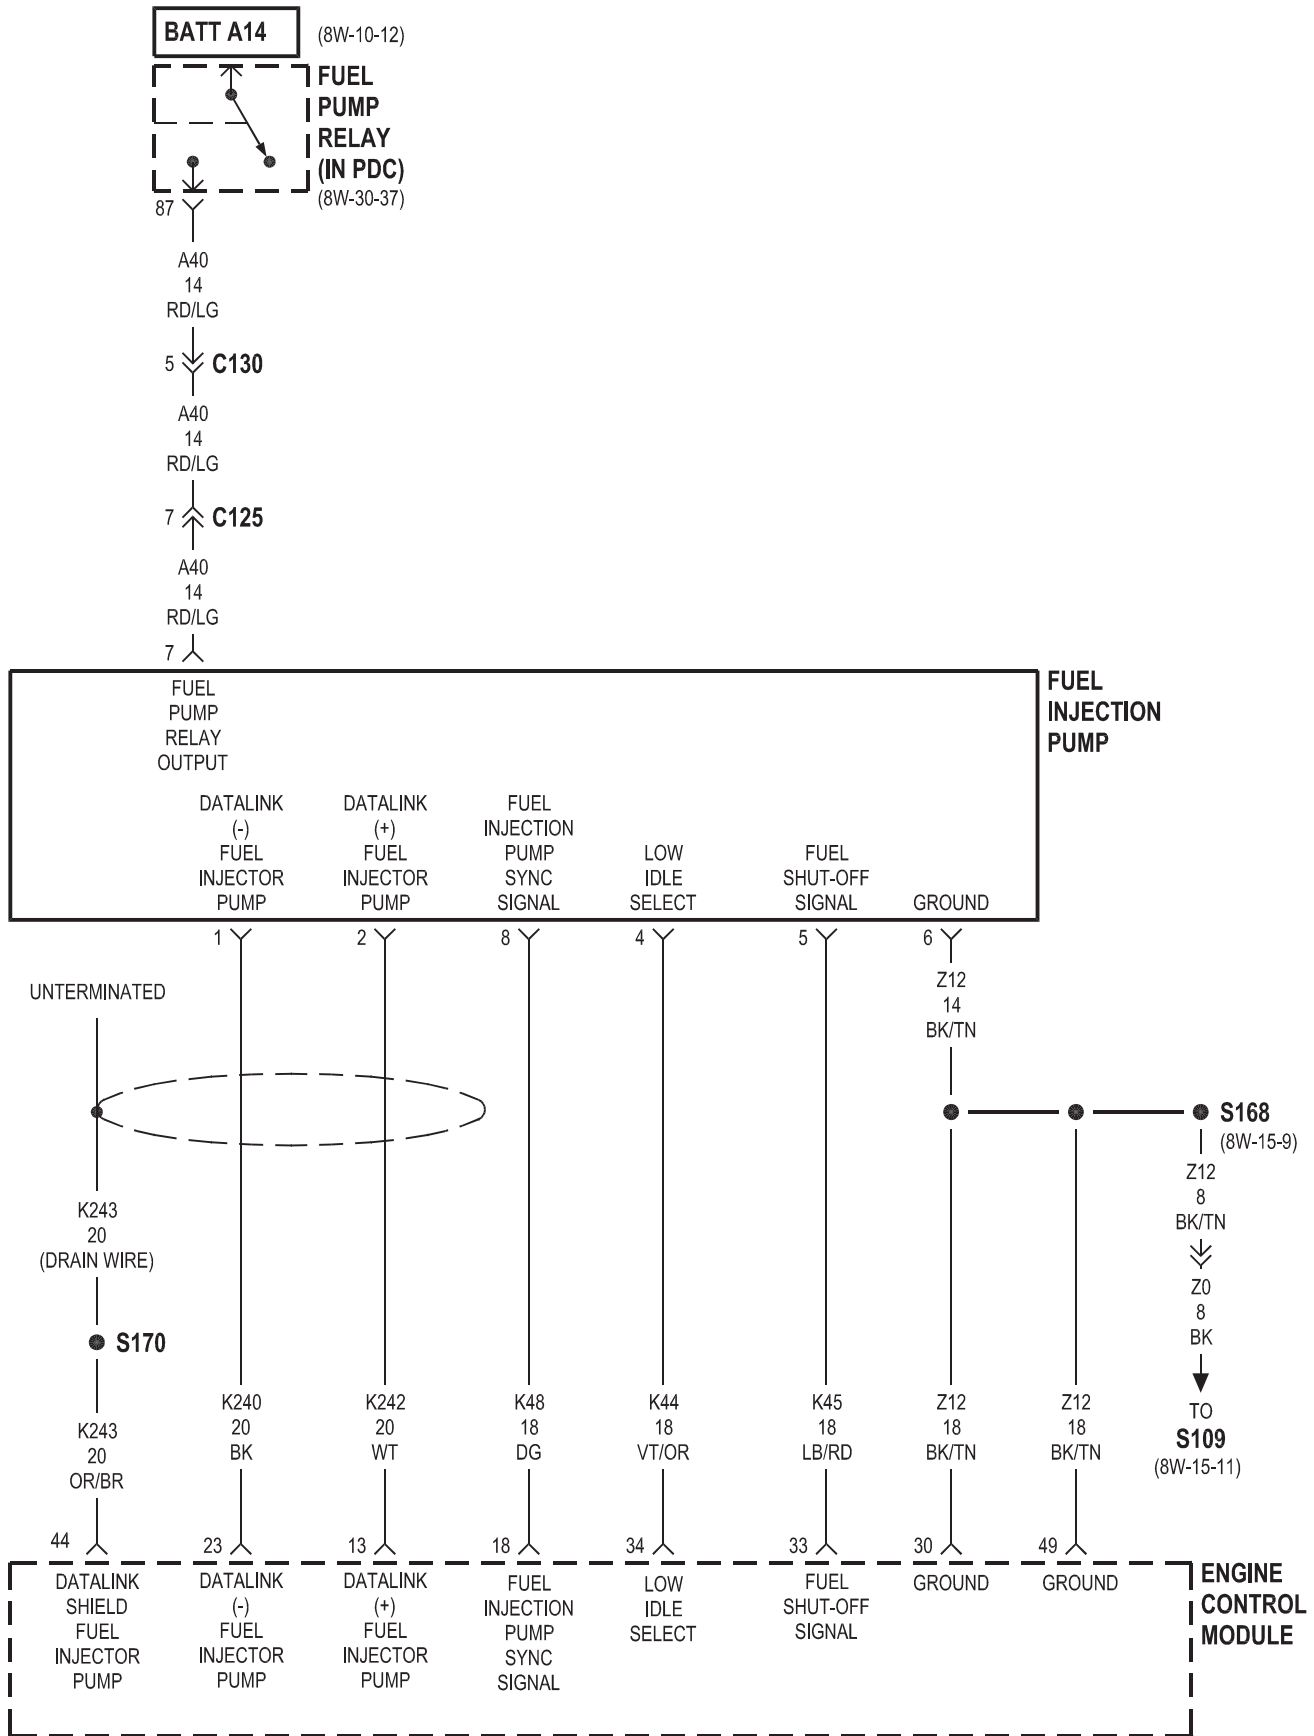 BATT A14 (8W-10-12)
FUEL
PUMP
RELAY
(IN PDC)
(8W-30-37)
87
A40
14
RD/LG
5 C130
A40
14
RD/LG
7 C125
A40
14
RD/LG
7
FUEL
PUMP
RELAY
OUTPUT
FUEL
INJECTION
PUMP
DATALINK
(-)
FUEL
INJECTOR
PUMP
DATALINK
(+)
FUEL
INJECTOR
PUMP
FUEL
INJECTION
PUMP
SYNC
SIGNAL
LOW
IDLE
SELECT
FUEL
SHUT-OFF
SIGNAL
GROUND
1 2 8 4 5 6
UNTERMINATED
Z12
14
BK/TN
S168
(8W-15-9)
Z12
8
BK/TN
Z0
8
BK
TO
S109
(8W-15-11)
K243
20
(DRAIN WIRE)
S170
K243
20
OR/BR
K240
20
BK
K242
20
WT
K48
18
DG
K44
18
VT/OR
K45
18
LB/RD
Z12
18
BK/TN
Z12
18
BK/TN
44 23 13 18 34 33 30 49
DATALINK
SHIELD
FUEL
INJECTOR
PUMP
DATALINK
(-)
FUEL
INJECTOR
PUMP
DATALINK
(+)
FUEL
INJECTOR
PUMP
FUEL
INJECTION
PUMP
SYNC
SIGNAL
LOW
IDLE
SELECT
FUEL
SHUT-OFF
SIGNAL
GROUND
GROUND
ENGINE
CONTROL
MODULE